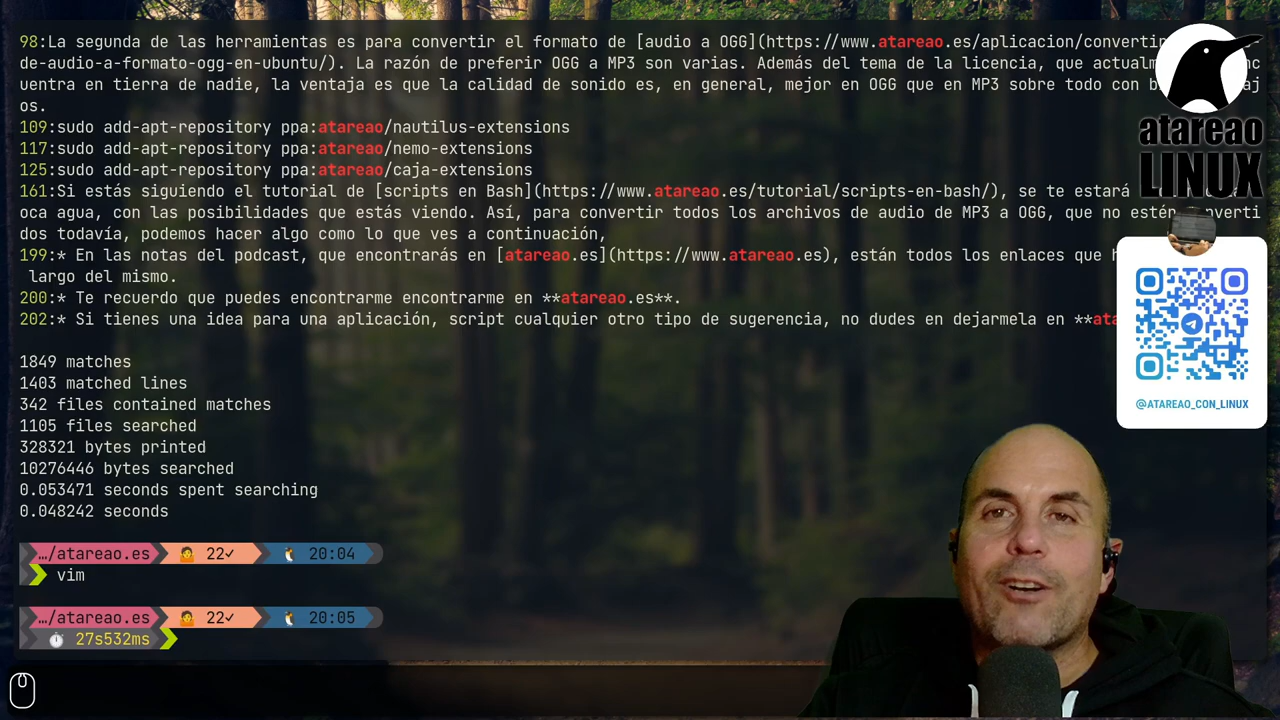 98:La segunda de las herramientas es para convertir el formato de [audio a OGG](https://www.atareao.es/aplicacion/convertir
de-audio-a-formato-ogg-en-ubuntu/). La razón de preferir OGG a MP3 son varias. Además del tema de la licencia, que actualm
uentra en tierra de nadie, la ventaja es que la calidad de sonido es, en general, mejor en OGG que en MP3 sobre todo con
os.
109:sudo add-apt-repository ppa:atareao/nautilus-extensions
117:sudo add-apt-repository ppa:atareao/nemo-extensions
125:sudo add-apt-repository ppa:atareao/caja-extensions
161:Si estás siguiendo el tutorial de [scripts en Bash](https://www.atareao.es/tutorial/scripts-en-bash/), se te estará
oca agua, con las posibilidades que estás viendo. Así, para convertir todos los archivos de audio de MP3 a OGG, que no estén
dos todavía, podemos hacer algo como lo que ves a continuación,
199:* En las notas del podcast, que encontrarás en [atareao.es](https://www.atareao.es), están todos los enlaces que
largo del mismo.
200:* Te recuerdo que puedes encontrarme encontrarme en **atareao.es**.
202:* Si tienes una idea para una aplicación, script cualquier otro tipo de sugerencia, no dudes en dejarmela en **ata
1849 matches
1403 matched lines
342 files contained matches
1105 files searched
328321 bytes printed
10276446 bytes searched
0.053471 seconds spent searching
0.048242 seconds
…/atareao.es 22✓ 20:04
vim
…/atareao.es 22✓ 20:05
27s532ms
atareao
LINUX
@ATAREAO_CON_LINUX